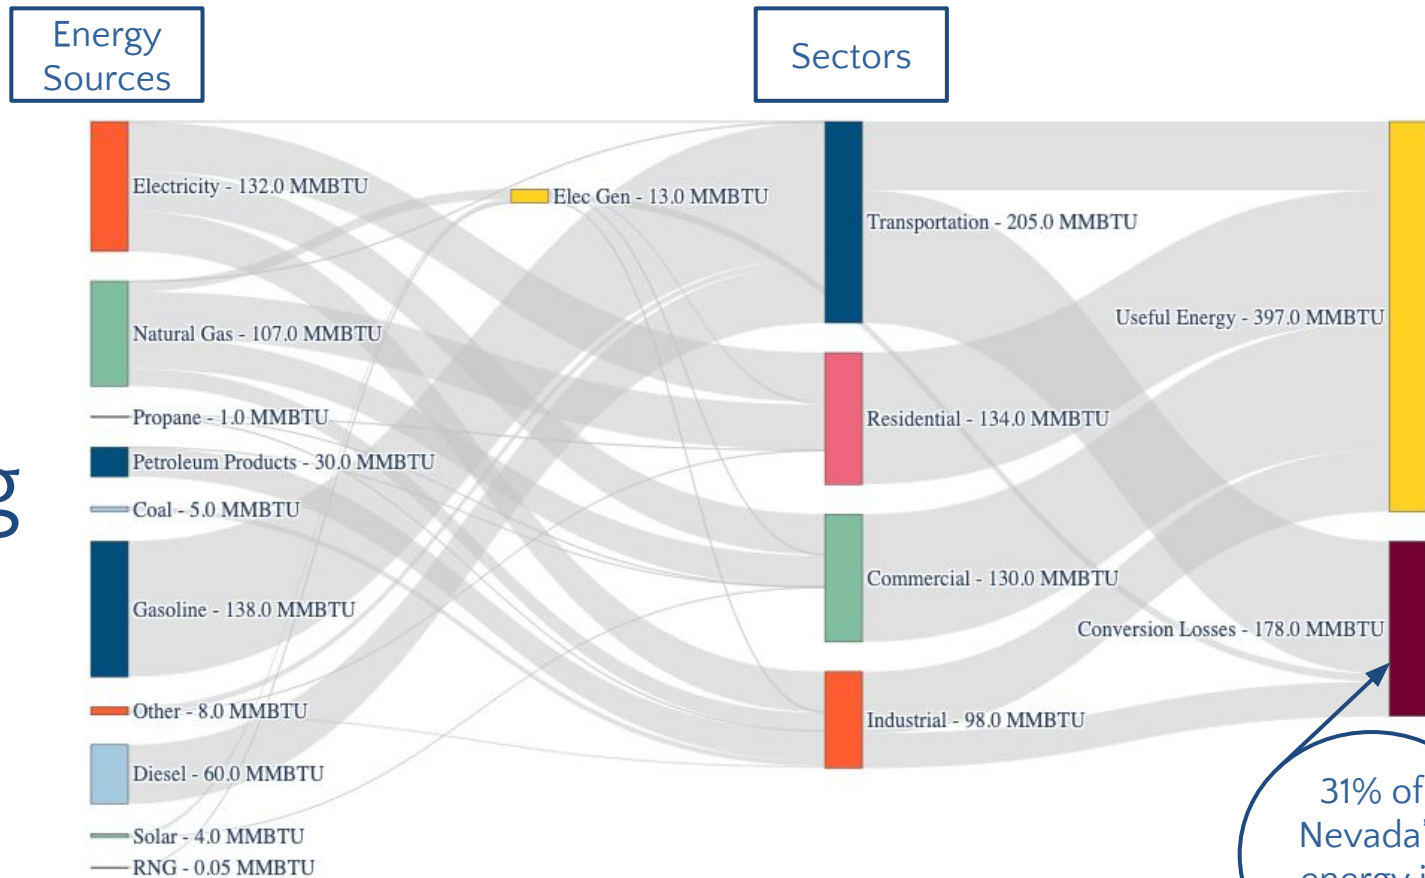 Energy
Sources
Sectors
Electricity - 132.0 MMBTU
Elec Gen - 13.0 MMBTU
Transportation - 205.0 MMBTU
Useful Energy - 397.0 MMBTU
Natural Gas - 107.0 MMBTU
Propane - 1.0 MMBTU
Residential - 134.0 MMBTU
Petroleum Products - 30.0 MMBTU
g
Coal - 5.0 MMBTU
Commercial - 130.0 MMBTU
Gasoline - 138.0 MMBTU
Conversion Losses - 178.0 MMBTU
Other - 8.0 MMBTU
Industrial - 98.0 MMBTU
Diesel - 60.0 MMBTU
Solar - 4.0 MMBTU
RNG - 0.05 MMBTU
31% of
Nevada'
energy